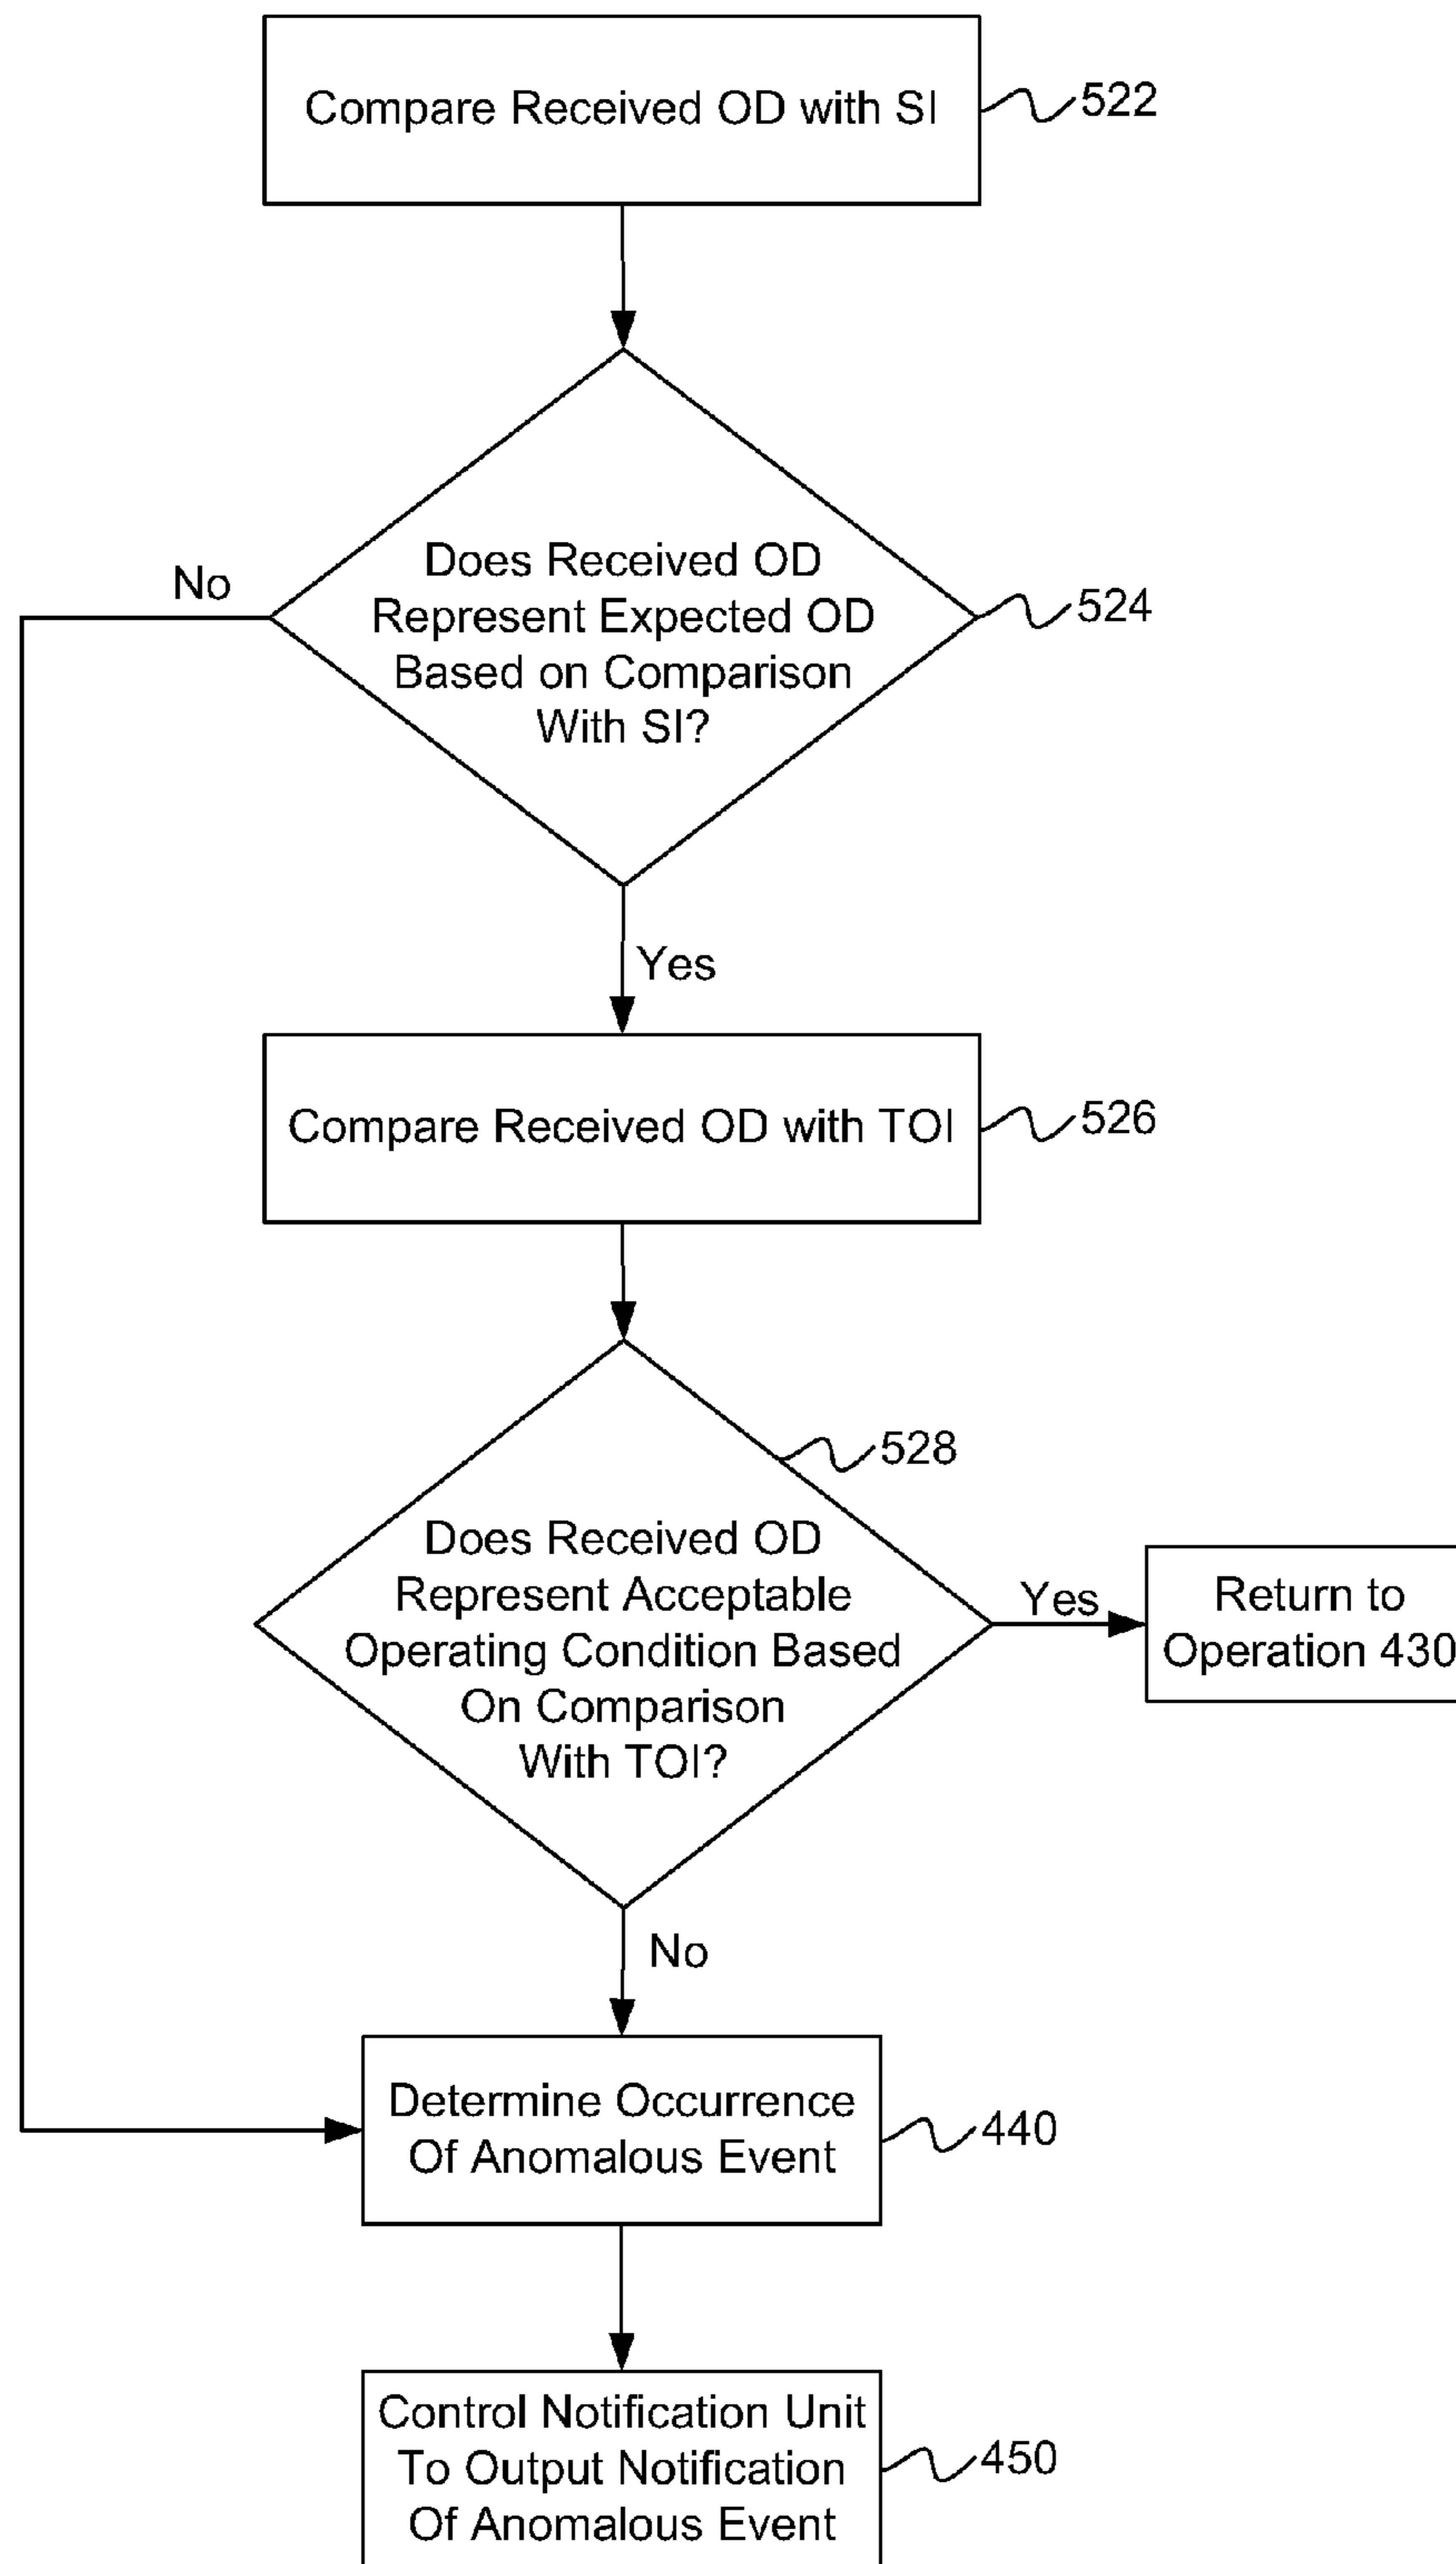 Compare Received OD with SI
522
Does Received OD
Represent Expected OD
Based on Comparison
With SI?
524
No
Yes
Compare Received OD with TOI
526
528
Does Received OD
Represent Acceptable
Operating Condition Based
On Comparison
With TOI?
Yes
Return to
Operation 430
No
Determine Occurrence
Of Anomalous Event
440
Control Notification Unit
To Output Notification
Of Anomalous Event
450